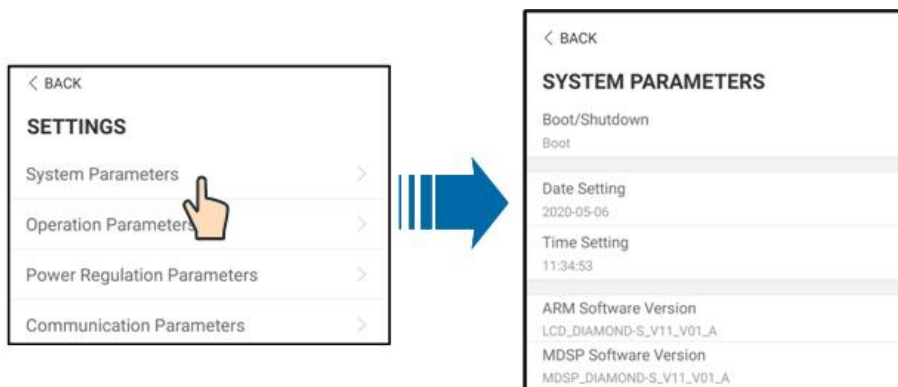 < BACK
SETTINGS
System Parameters
Operation Parameters
Power Regulation Parameters
Communication Parameters
< BACK
SYSTEM PARAMETERS
Boot/Shutdown
Boot
Date Setting
2020-05-06
Time Setting
11:34:53
ARM Software Version
LCD_DIAMOND-S_V11_V01_A
MDSP Software Version
MDSP_DIAMOND-S_V11_V01_A